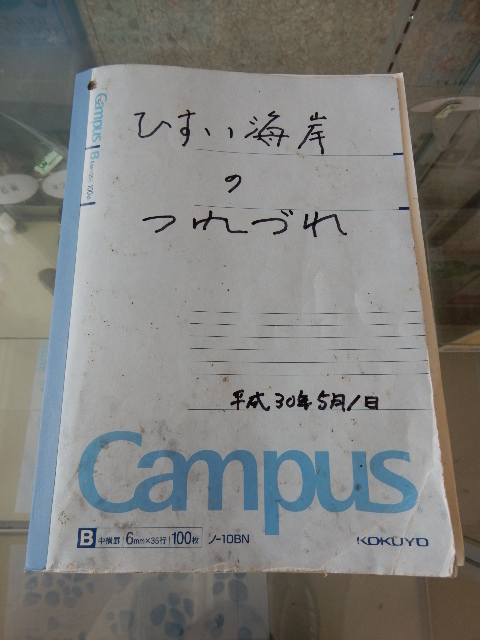 ひすい海岸
の
つれづれ
平成30年5月1日
Campus
B 中横罫 6mm×35行 100枚 ノ-10BN
KOKUYO
Campus B